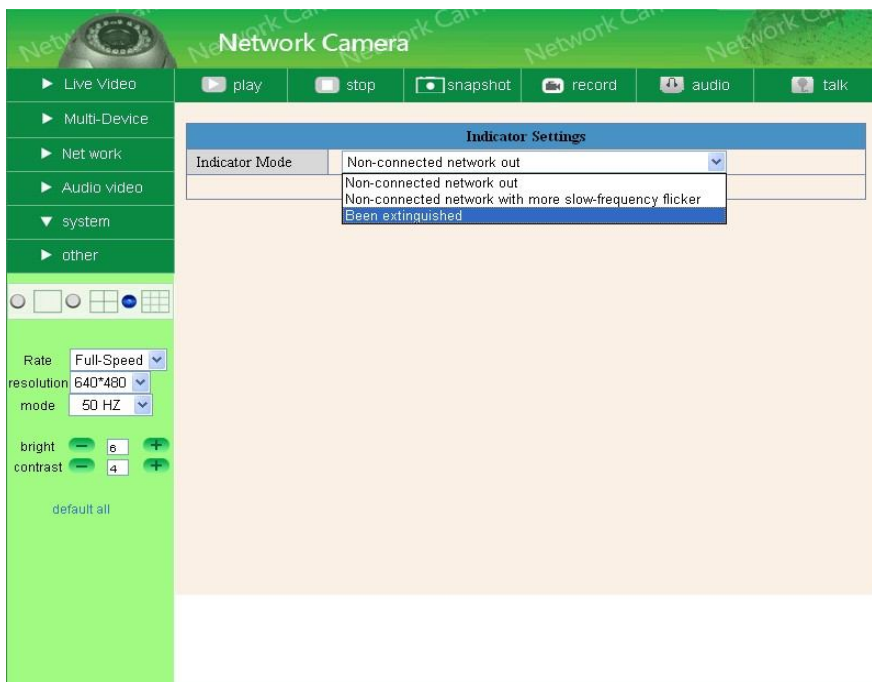 Network Camera
Live Video
play
stop
snapshot
record
audio
talk
Multi-Device
Net work
Audio video
system
other
Indicator Settings
Indicator Mode
Non-connected network out
Non-connected network out
Non-connected network with more slow-frequency flicker
Been extinguished
Rate Full-Speed
resolution 640*480
mode 50 HZ
bright 6
contrast 4
default all